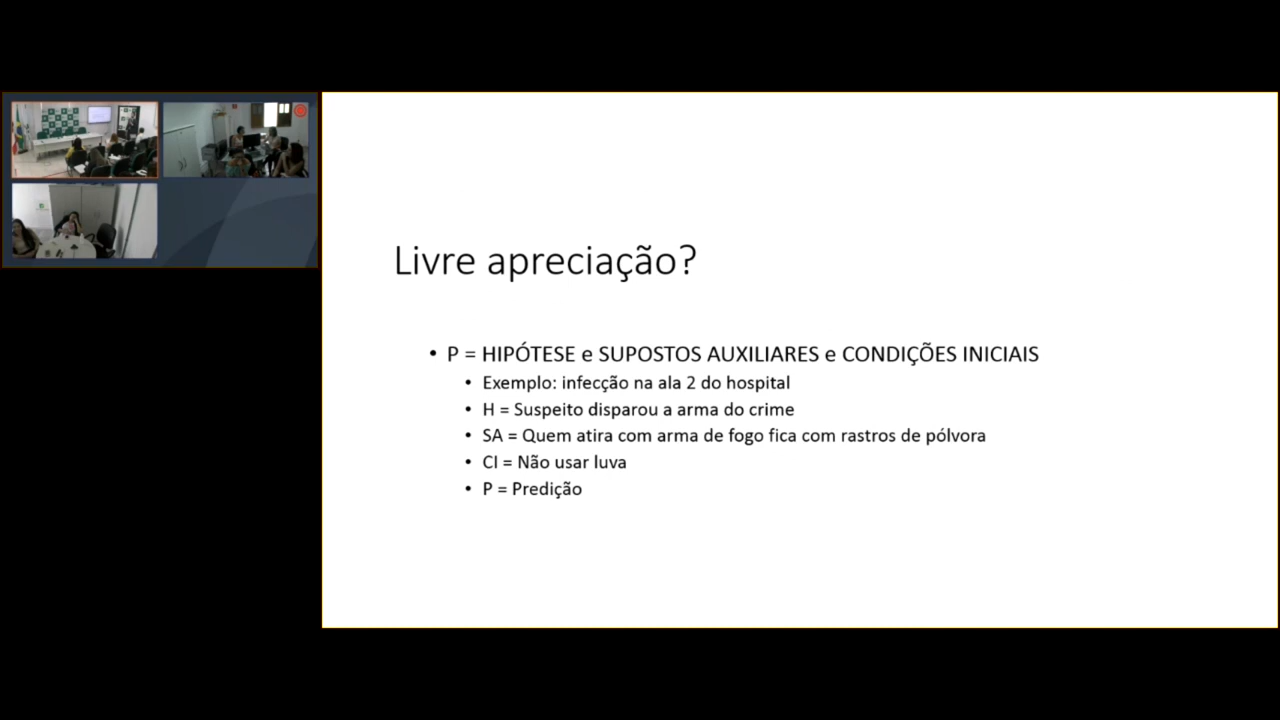 Livre apreciação?
• P = HIPÓTESE e SUPOSTOS AUXILIARES e CONDIÇÕES INICIAIS
• Exemplo: infecção na ala 2 do hospital
• H = Suspeito disparou a arma do crime
• SA = Quem atira com arma de fogo fica com rastros de pólvora
• CI = Não usar luva
• P = Predição